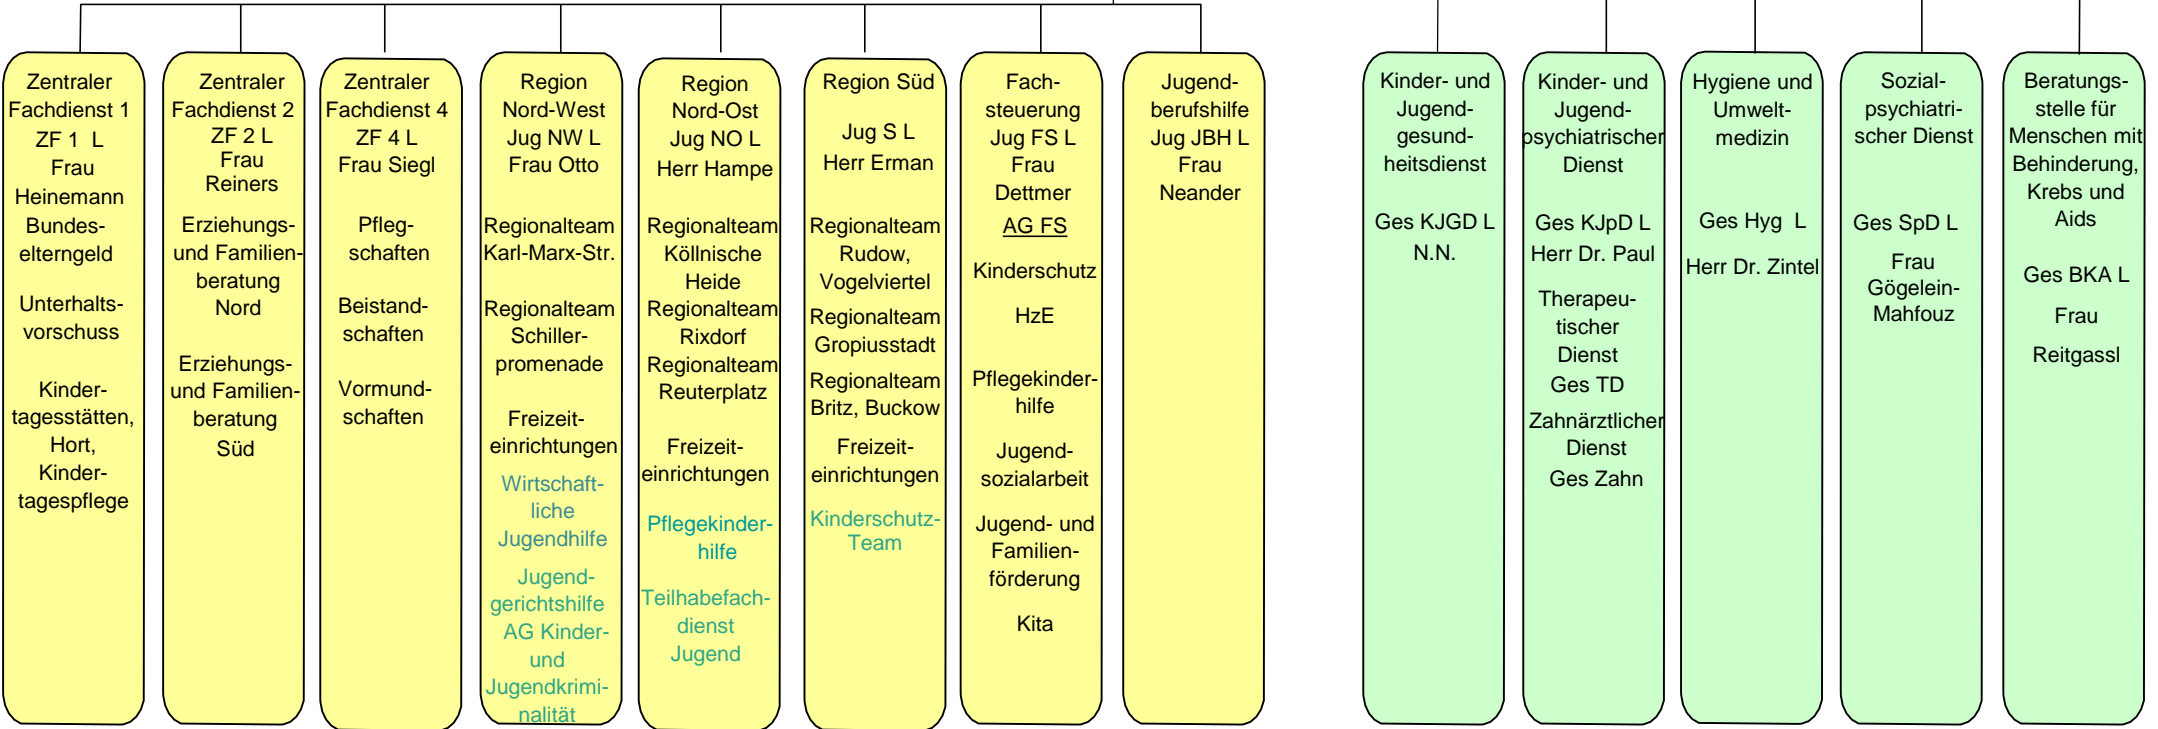 Zentraler
Fachdienst 1
ZF 1 L
Frau
Heinemann
Bundes-
elterngeld
Unterhalts-
vorschuss
Kinder-
tagesstätten,
Hort,
Kinder-
tagespflege
Zentraler
Fachdienst 2
ZF 2 L
Frau
Reiners
Erziehungs-
und Familien-
beratung
Nord
Erziehungs-
und Familien-
beratung
Süd
Zentraler
Fachdienst 4
ZF 4 L
Frau Siegl
Pfleg-
schaften
Beistand-
schaften
Vormund-
schaften
Region
Nord-West
Jug NW L
Frau Otto
Regionalteam
Karl-Marx-Str.
Regionalteam
Schiller-
promenade
Freizeit-
einrichtungen
Wirtschaft-
liche
Jugendhilfe
Jugend-
gerichtshilfe
AG Kinder-
und
Jugendkrimi-
nalität
Region
Nord-Ost
Jug NO L
Herr Hampe
Regionalteam
Köllnische
Heide
Regionalteam
Rixdorf
Regionalteam
Reuterplatz
Freizeit-
einrichtungen
Pflegekinder-
hilfe
Teilhabefach-
dienst
Jugend
Region Süd
Jug S L
Herr Erman
Regionalteam
Rudow,
Vogelviertel
Regionalteam
Gropiusstadt
Regionalteam
Britz, Buckow
Freizeit-
einrichtungen
Kinderschutz-
Team
Fach-
steuerung
Jug FS L
Frau
Dettmer
AG FS
Kinderschutz
HzE
Pflegekinder-
hilfe
Jugend-
sozialarbeit
Jugend- und
Familien-
förderung
Kita
Jugend-
berufshilfe
Jug JBH L
Frau
Neander
Kinder- und
Jugend-
gesund-
heitsdienst
Ges KJGD L
N.N.
Kinder- und
Jugend-
psychiatrischer
Dienst
Ges KJpD L
Herr Dr. Paul
Therapeu-
tischer
Dienst
Ges TD
Zahnärztlicher
Dienst
Ges Zahn
Hygiene und
Umwelt-
medizin
Ges Hyg L
Herr Dr. Zintel
Sozial-
psychiatri-
scher Dienst
Ges SpD L
Frau
Gögelein-
Mahfouz
Beratungs-
stelle für
Menschen mit
Behinderung,
Krebs und
Aids
Ges BKA L
Frau
Reitgassl